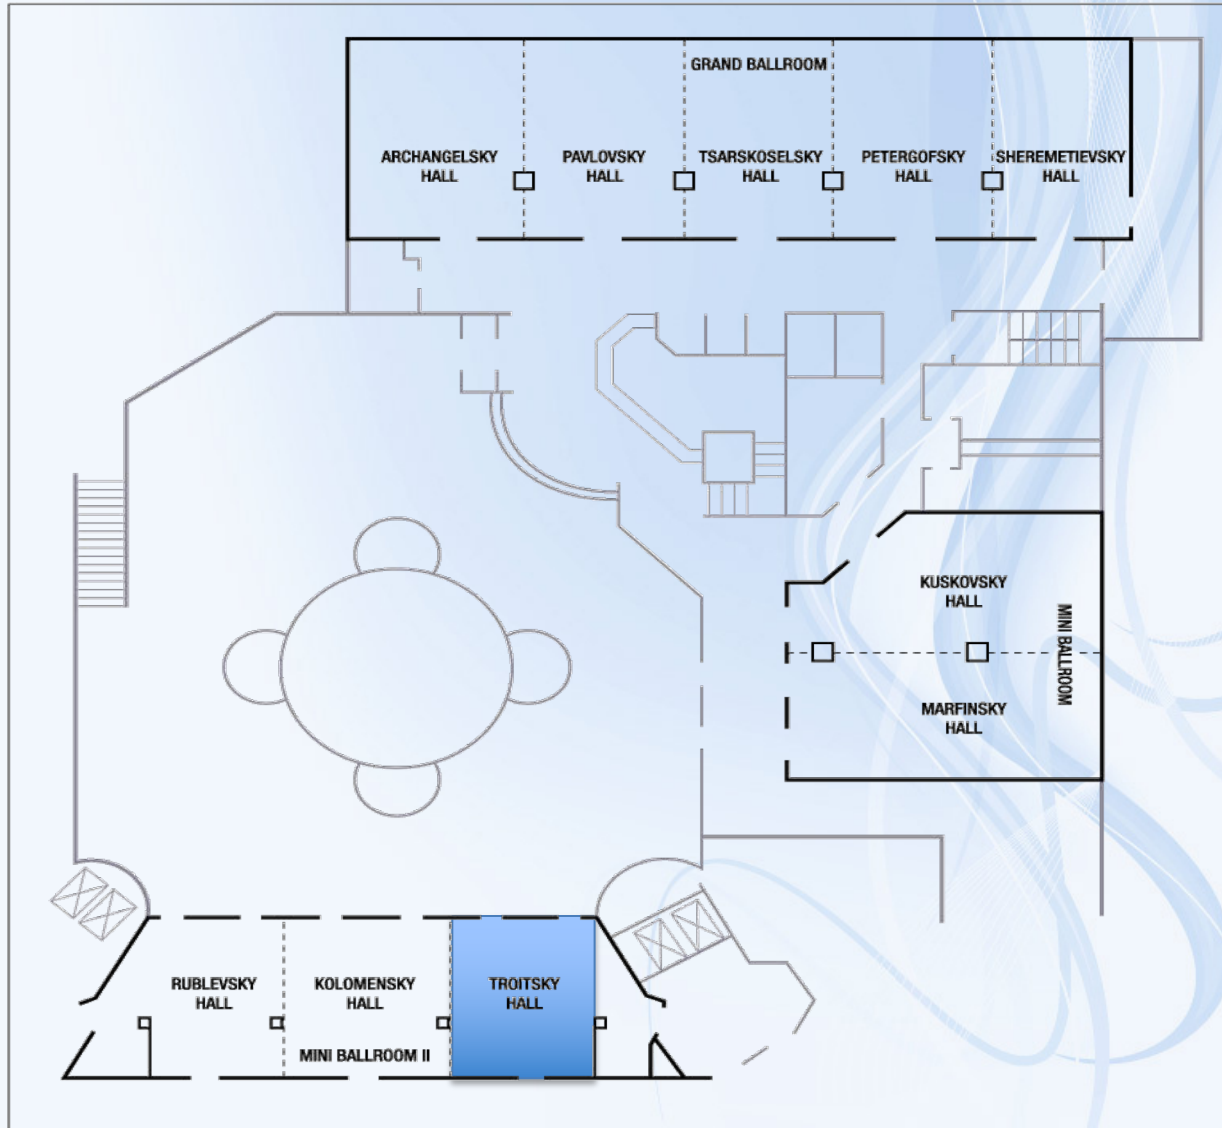 GRAND BALLROOM
ARCHANGELSKY
HALL
PAVLOVSKY
HALL
TSARSKOSELSKY
HALL
PETERGOFSKY
HALL
SHEREMETIEVSKY
HALL
KUSKOVSKY
HALL
MINI BALLROOM
MARFINSKY
HALL
RUBLEVSKY
HALL
KOLOMENSKY
HALL
TROITSKY
HALL
MINI BALLROOM II